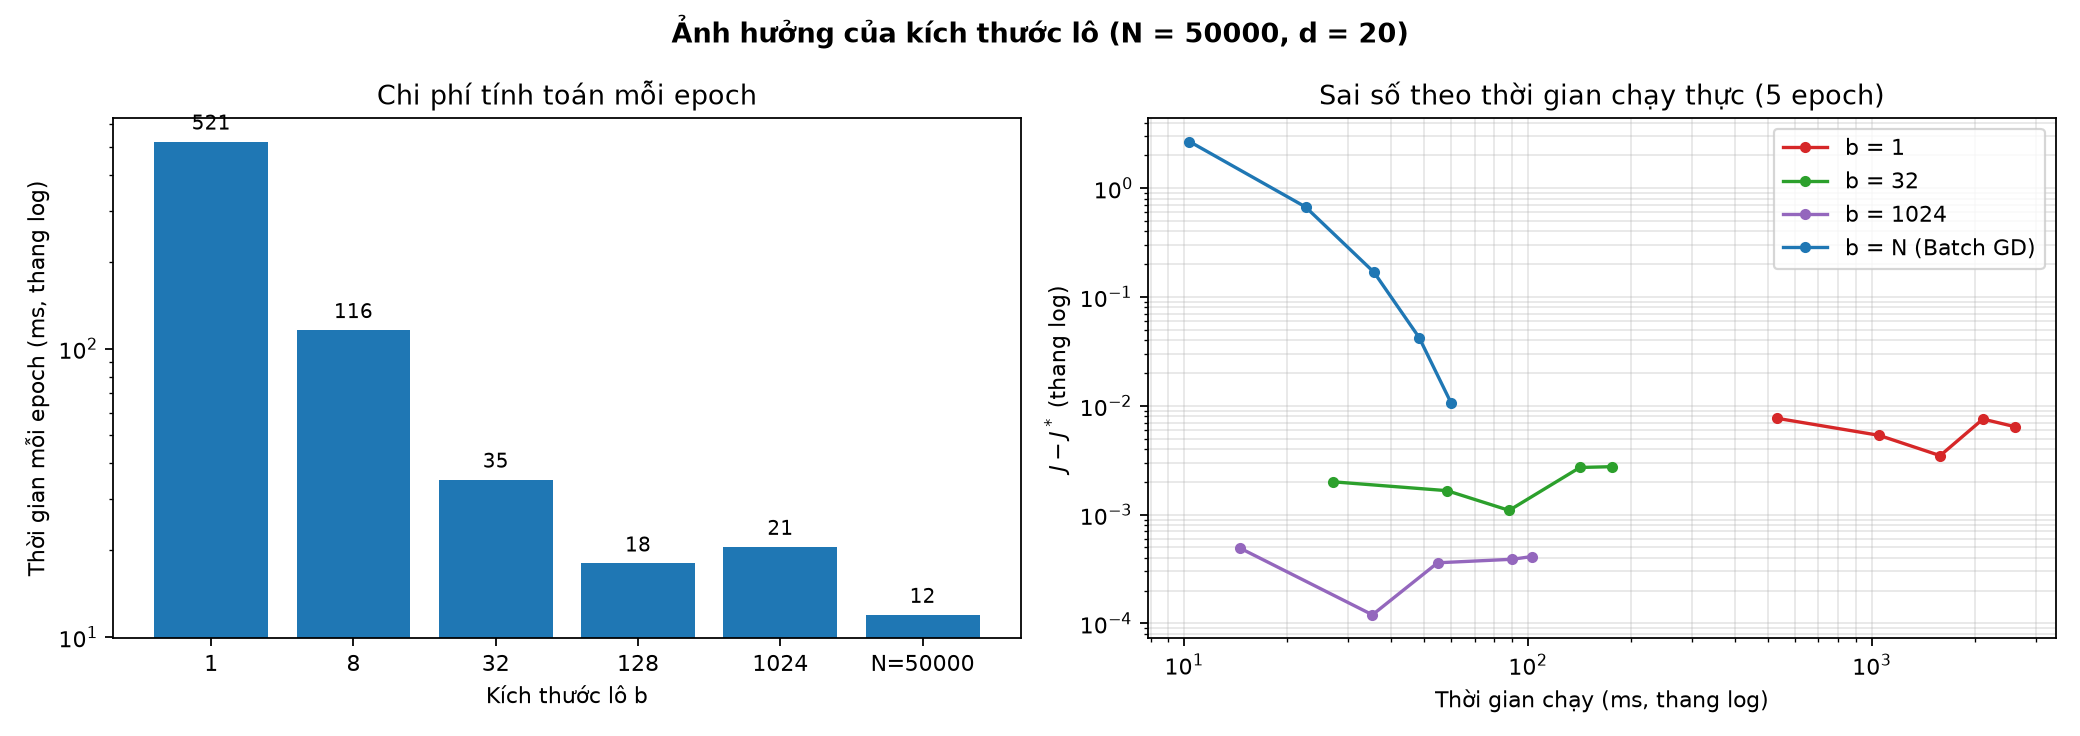 Ảnh hưởng của kích thước lô (N = 50000, d = 20)
Chi phí tính toán mỗi epoch
Thời gian mỗi epoch (ms, thang log)
10²
10¹
521
116
35
18
21
12
1
8
32
128
1024
N=50000
Kích thước lô b
Sai số theo thời gian chạy thực (5 epoch)
J − J* (thang log)
10⁰
10⁻¹
10⁻²
10⁻³
10⁻⁴
b = 1
b = 32
b = 1024
b = N (Batch GD)
10¹
10²
10³
Thời gian chạy (ms, thang log)